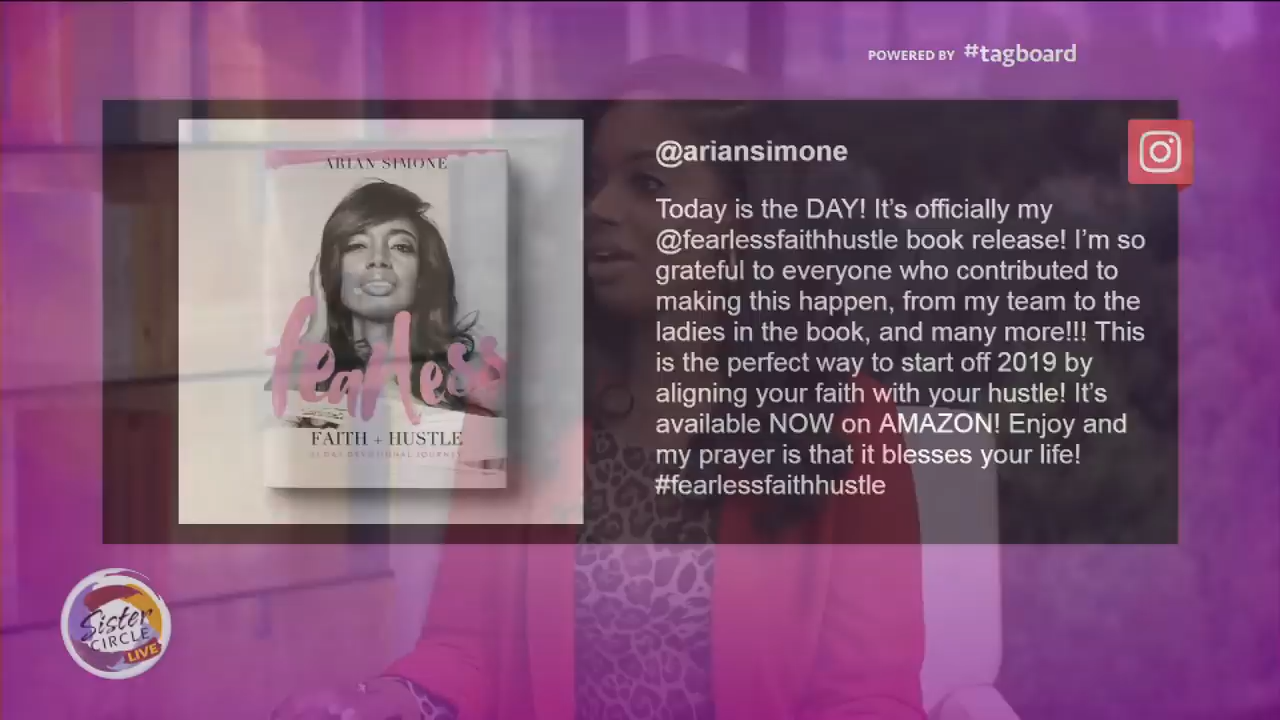 POWERED BY #tagboard
ARIAN SIMONE
fearless
FAITH + HUSTLE
@ariansimone
Today is the DAY! It’s officially my
@fearlessfaithhustle book release! I’m so
grateful to everyone who contributed to
making this happen, from my team to the
ladies in the book, and many more!!! This
is the perfect way to start off 2019 by
aligning your faith with your hustle! It’s
available NOW on AMAZON! Enjoy and
my prayer is that it blesses your life!
#fearlessfaithhustle
Sister
CIRCLE
LIVE